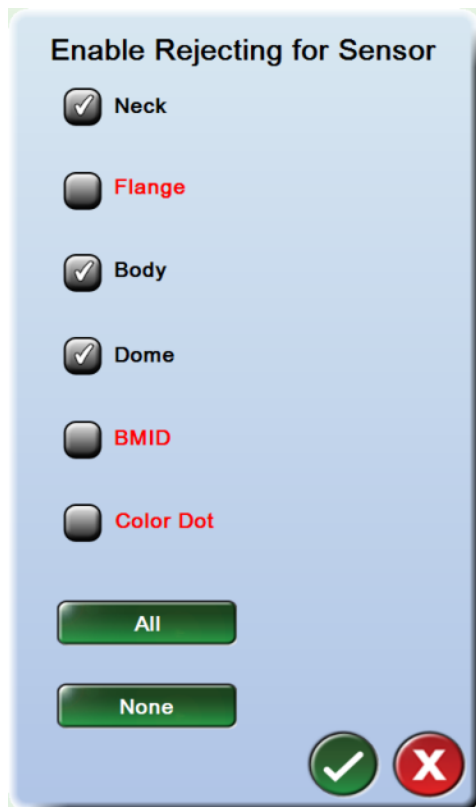 Enable Rejecting for Sensor
Neck
Flange
Body
Dome
BMID
Color Dot
All
None